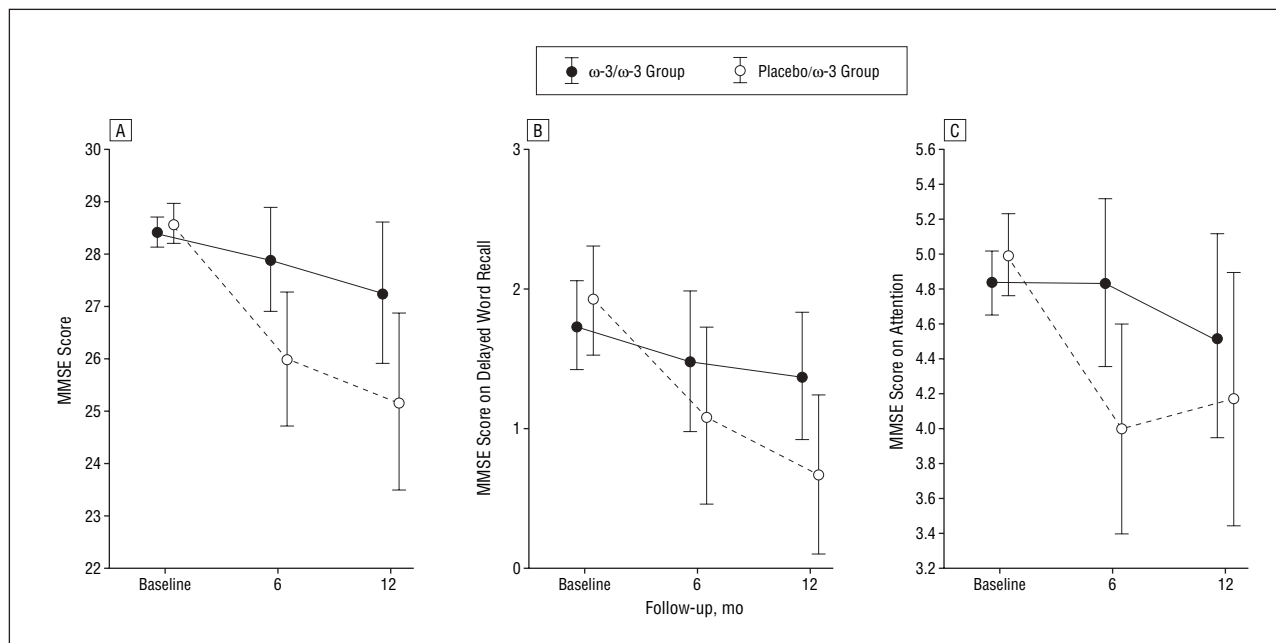 ω-3/ω-3 Group
Placebo/ω-3 Group
A
30
29
28
27
26
25
24
23
22
MMSE Score
Baseline
6
12
B
3
2
1
0
MMSE Score on Delayed Word Recall
Baseline
6
12
Follow-up, mo
C
5.6
5.4
5.2
5.0
4.8
4.6
4.4
4.2
4.0
3.8
3.6
3.4
3.2
MMSE Score on Attention
Baseline
6
12